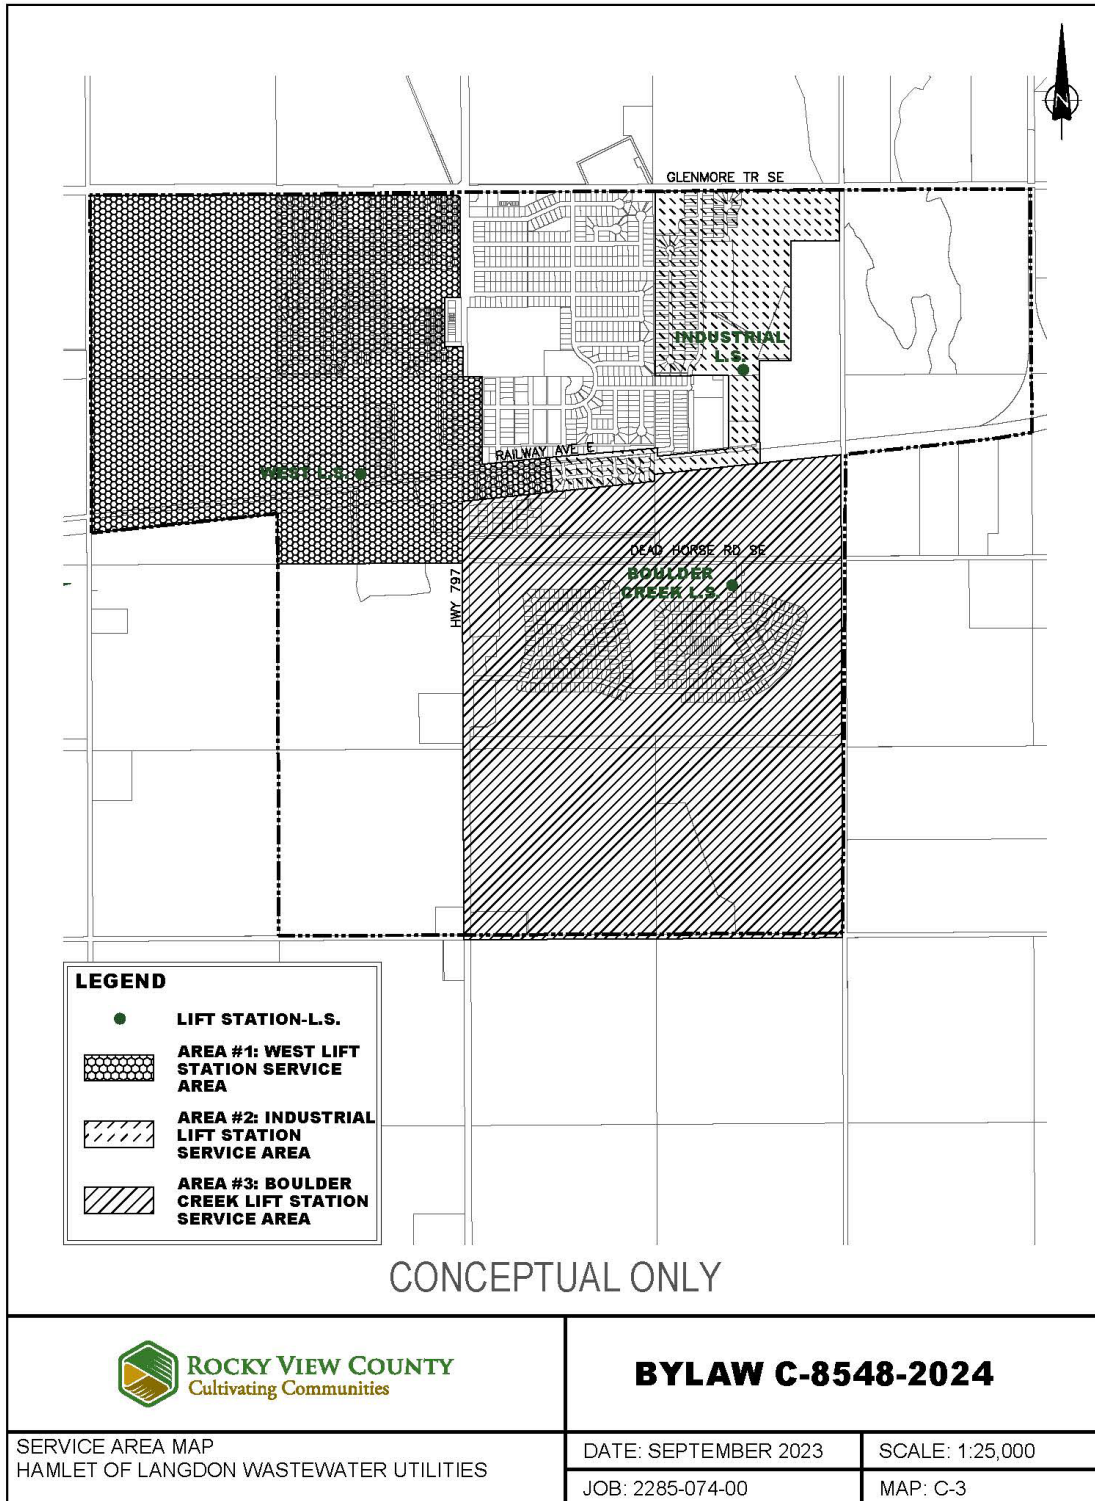 N
GLENMORE TR SE
INDUSTRIAL
L.S.
RAILWAY AVE E
WEST L.S.
DEAD HORSE RD SE
BOULDER
CREEK L.S.
HWY 797
LEGEND
LIFT STATION-L.S.
AREA #1: WEST LIFT
STATION SERVICE
AREA
AREA #2: INDUSTRIAL
LIFT STATION
SERVICE AREA
AREA #3: BOULDER
CREEK LIFT STATION
SERVICE AREA
CONCEPTUAL ONLY
ROCKY VIEW COUNTY
Cultivating Communities
BYLAW C-8548-2024
SERVICE AREA MAP
HAMLET OF LANGDON WASTEWATER UTILITIES
DATE: SEPTEMBER 2023
SCALE: 1:25,000
JOB: 2285-074-00
MAP: C-3